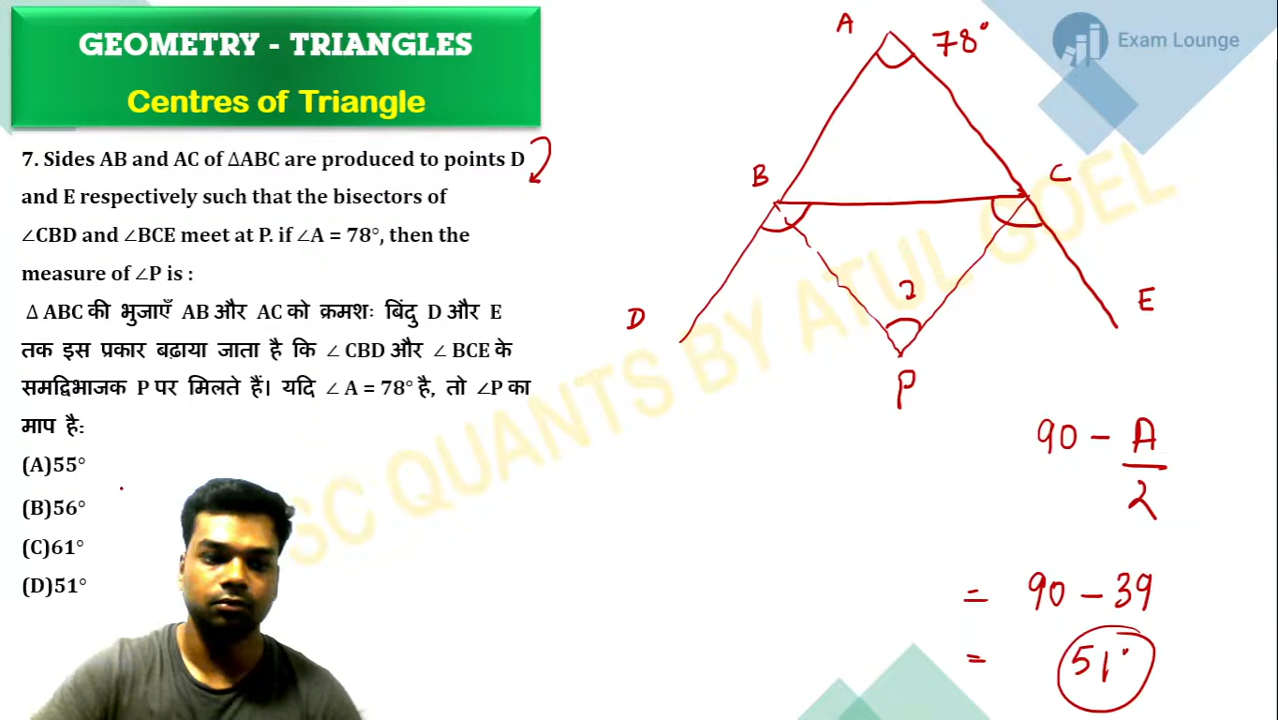 GEOMETRY - TRIANGLES
Centres of Triangle
Exam Lounge
7. Sides AB and AC of ΔABC are produced to points D
and E respectively such that the bisectors of
∠CBD and ∠BCE meet at P. if ∠A = 78°, then the
measure of ∠P is :
Δ ABC की भुजाएँ AB और AC को क्रमशः बिंदु D और E
तक इस प्रकार बढ़ाया जाता है कि ∠ CBD और ∠ BCE के
समद्विभाजक P पर मिलते हैं। यदि ∠ A = 78° है, तो ∠P का
माप है:
(A)55°
(B)56°
(C)61°
(D)51°
A
78°
B
C
D
E
?
P
90 - A
2
= 90 - 39
= 51°
SC QUANTS BY ATUL GOEL